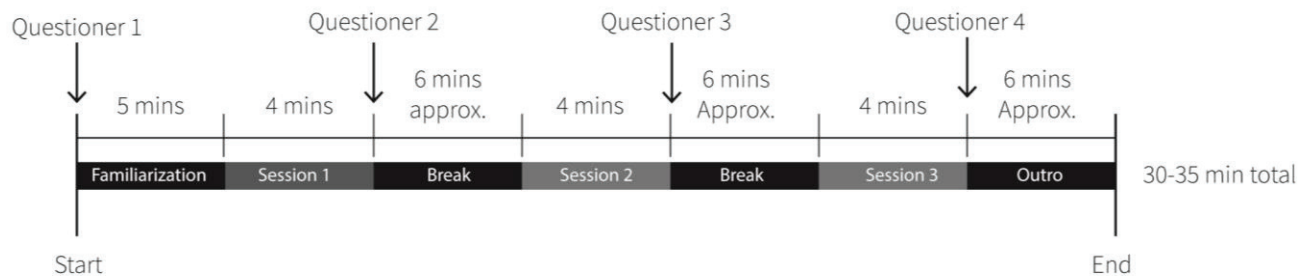 Questioner 1
Questioner 2
Questioner 3
Questioner 4
5 mins
4 mins
6 mins
approx.
4 mins
6 mins
Approx.
4 mins
6 mins
Approx.
Familiarization
Session 1
Break
Session 2
Break
Session 3
Outro
30-35 min total
Start
End